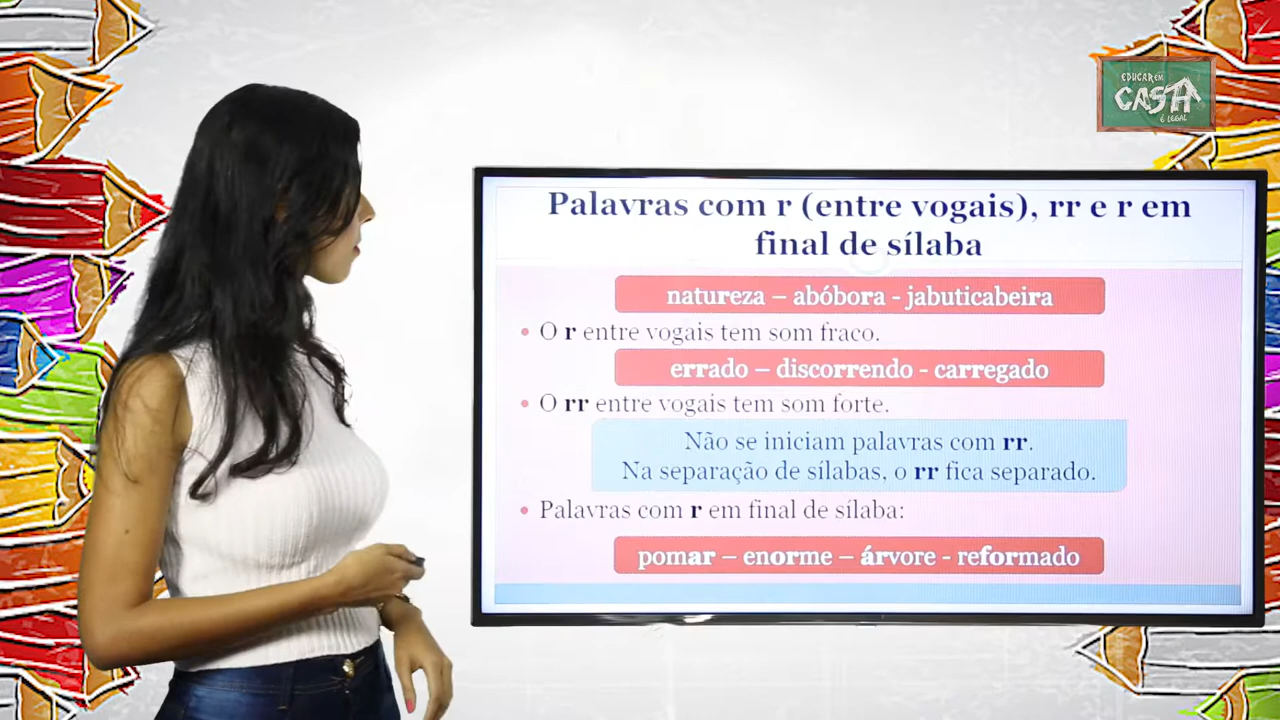 EDUCAR EM
CASA
É LEGAL
Palavras com r (entre vogais), rr e r em
final de sílaba
natureza – abóbora - jabuticabeira
• O r entre vogais tem som fraco.
errado – discorrendo - carregado
• O rr entre vogais tem som forte.
Não se iniciam palavras com rr.
Na separação de sílabas, o rr fica separado.
• Palavras com r em final de sílaba:
pomar – enorme – árvore - reformado